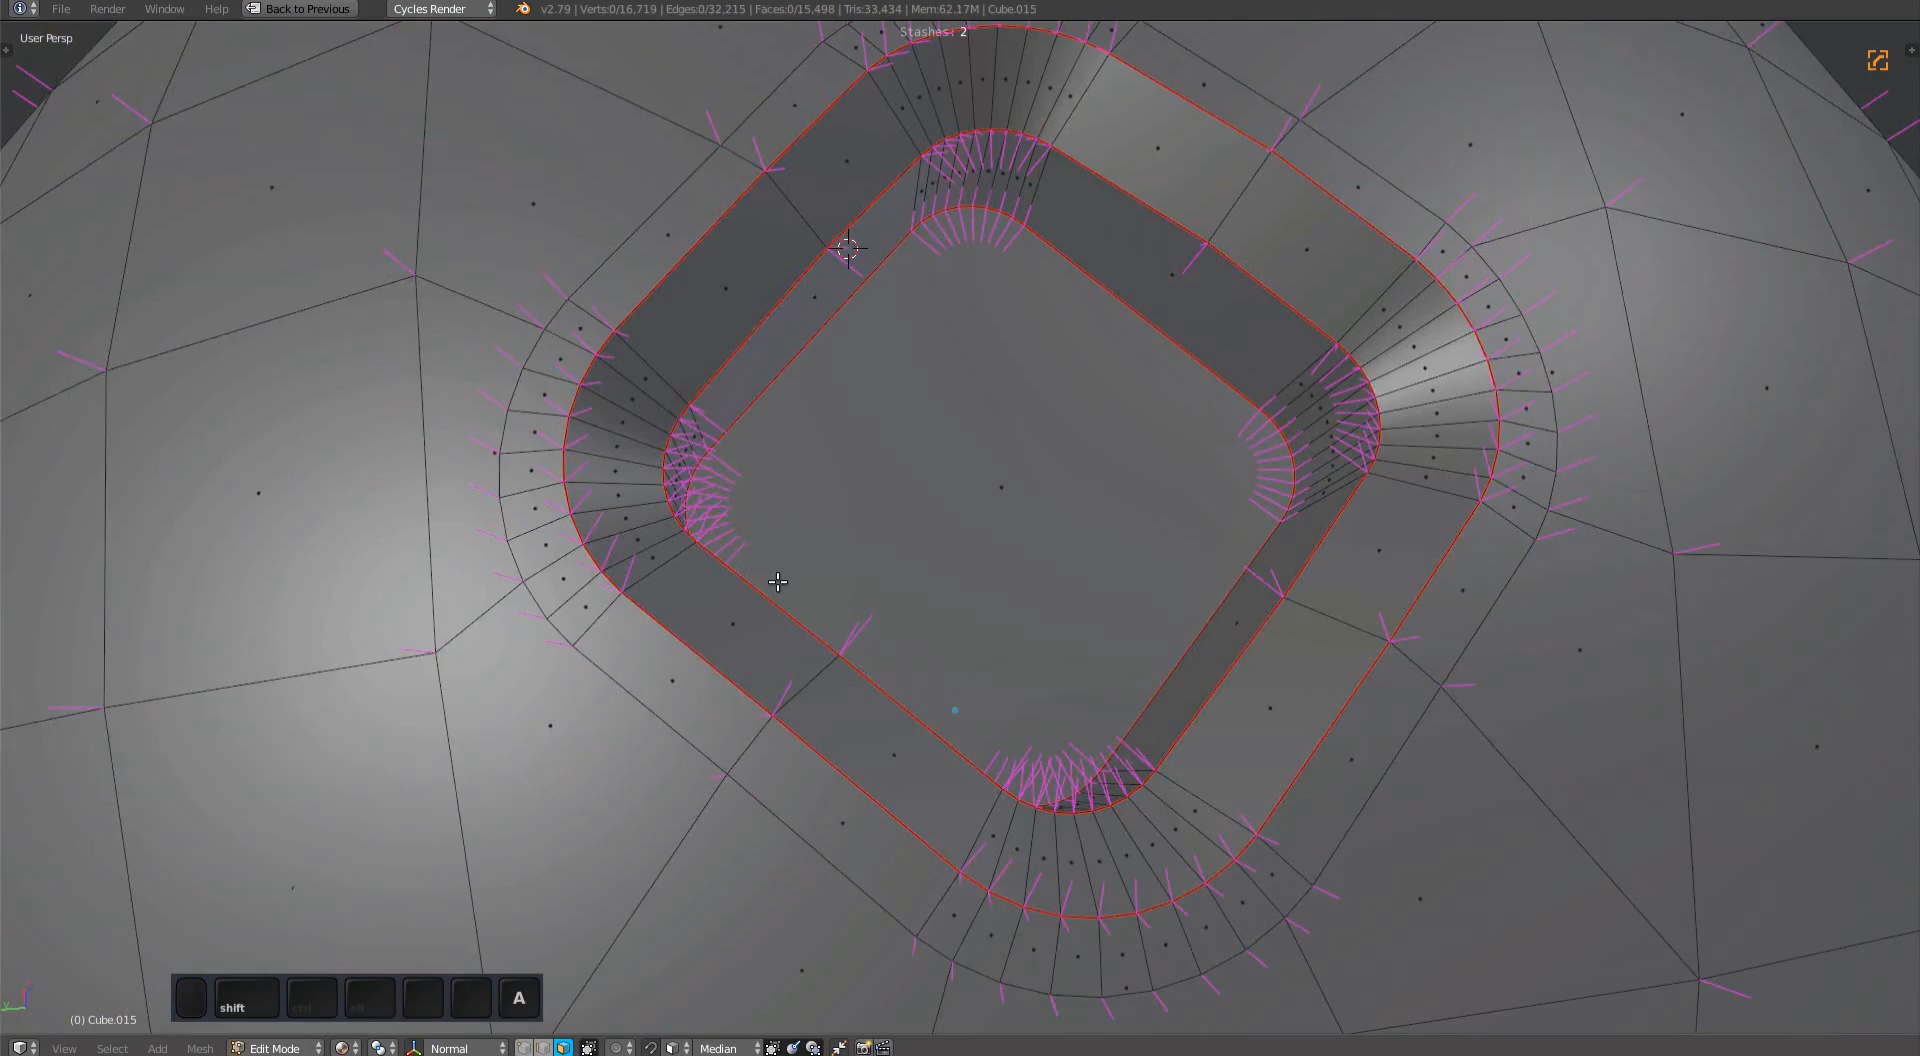 File Render Window Help Back to Previous Cycles Render v2.79 | Verts:0/16,719 | Edges:0/32,215 | Faces:0/15,498 | Tris:33,434 | Mem:62.17M | Cube.015
Stashes: 2
User Persp
shift ctrl alt A
(0) Cube.015
View Select Add Mesh Edit Mode Normal Median